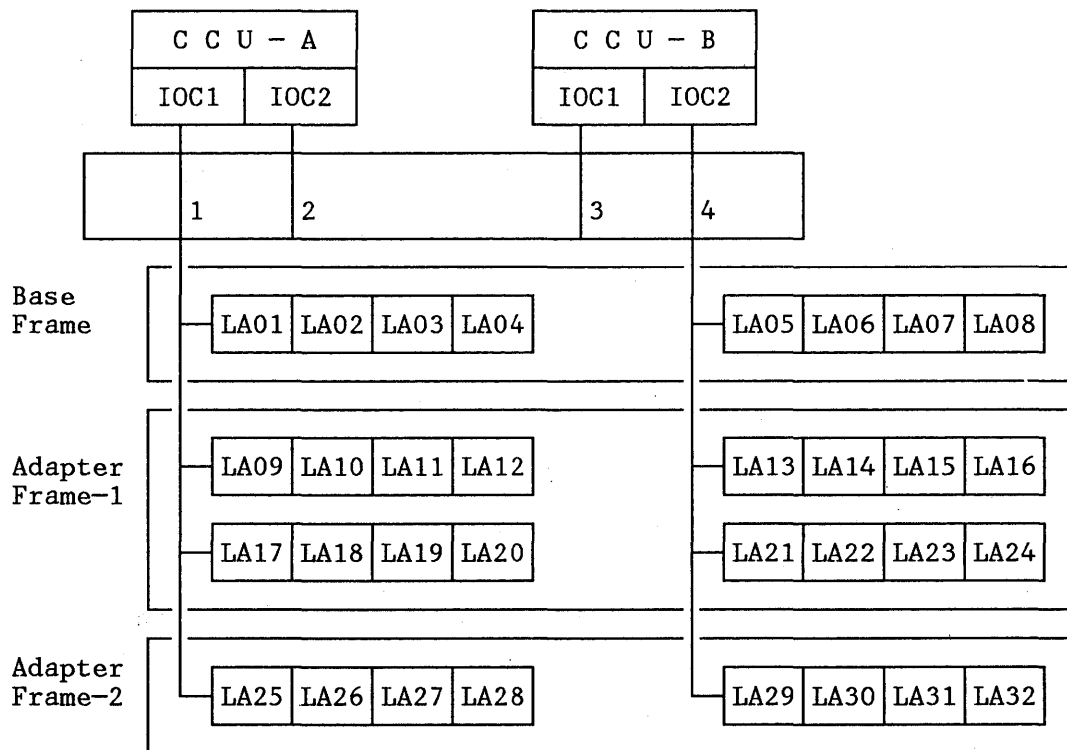 C C U - A C C U - B
IOC1 IOC2 IOC1 IOC2
1 2 3 4
Base
Frame
LA01 LA02 LA03 LA04 LA05 LA06 LA07 LA08
Adapter
Frame-1
LA09 LA10 LA11 LA12 LA13 LA14 LA15 LA16
LA17 LA18 LA19 LA20 LA21 LA22 LA23 LA24
Adapter
Frame-2
LA25 LA26 LA27 LA28 LA29 LA30 LA31 LA32